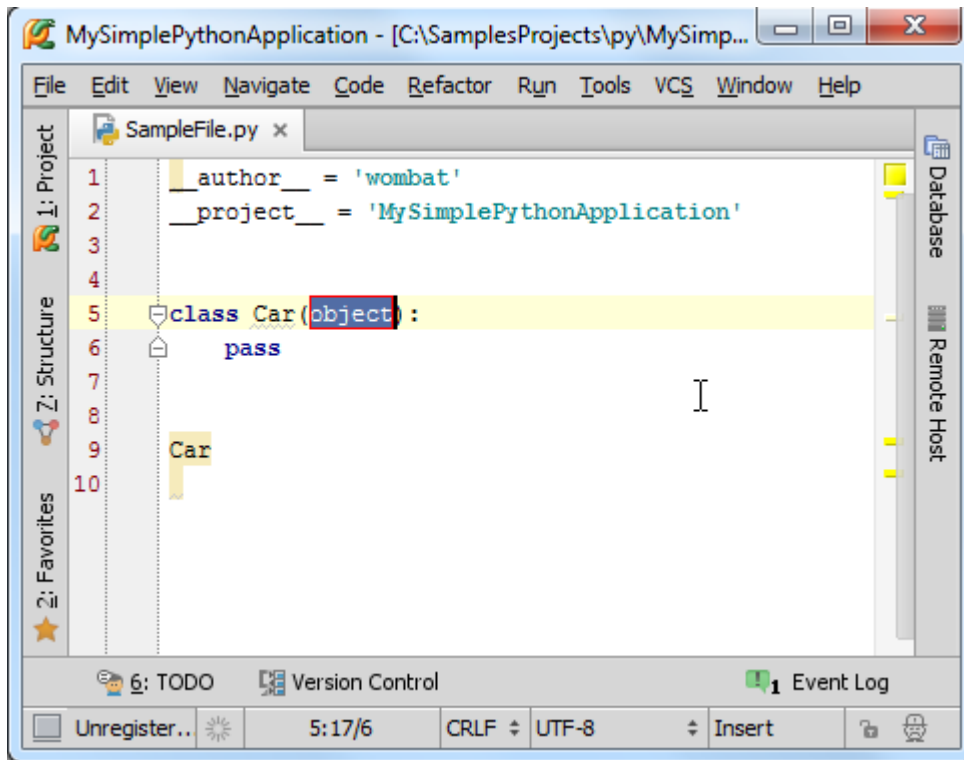 MySimplePythonApplication - [C:\SamplesProjects\py\MySimp...
File Edit View Navigate Code Refactor Run Tools VCS Window Help
SampleFile.py
1: Project
7: Structure
2: Favorites
1 __author__ = 'wombat'
2 __project__ = 'MySimplePythonApplication'
3
4
5 class Car(object):
6     pass
7
8
9 Car
10
Database
Remote Host
6: TODO Version Control 1 Event Log
Unregister... 5:17/6 CRLF UTF-8 Insert